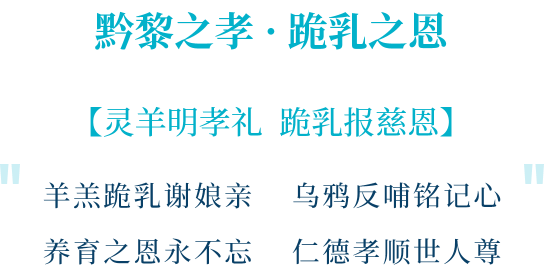 黔黎之孝·跪乳之恩
【灵羊明孝礼 跪乳报慈恩】
羊羔跪乳谢娘亲 乌鸦反哺铭记心
养育之恩永不忘 仁德孝顺世人尊